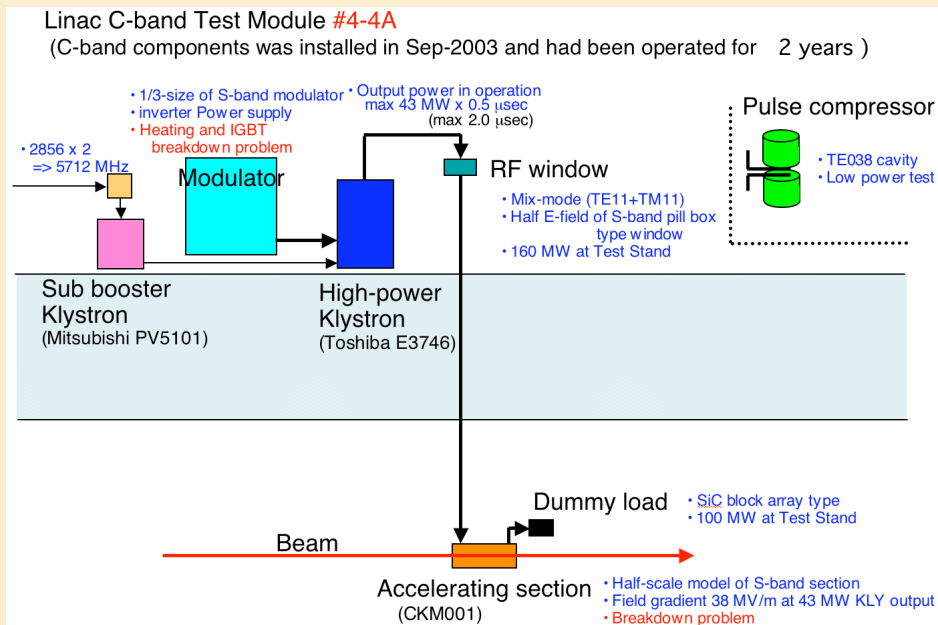 Linac C-band Test Module #4-4A
(C-band components was installed in Sep-2003 and had been operated for 2 years )
• 1/3-size of S-band modulator
• inverter Power supply
• Heating and IGBT
breakdown problem
• Output power in operation
max 43 MW x 0.5 μsec
(max 2.0 μsec)
Pulse compressor
• TE038 cavity
• Low power test
• 2856 x 2
=> 5712 MHz
Modulator
RF window
• Mix-mode (TE11+TM11)
• Half E-field of S-band pill box
type window
• 160 MW at Test Stand
Sub booster
Klystron
(Mitsubishi PV5101)
High-power
Klystron
(Toshiba E3746)
Dummy load
• SiC block array type
• 100 MW at Test Stand
Beam
Accelerating section
(CKM001)
• Half-scale model of S-band section
• Field gradient 38 MV/m at 43 MW KLY output
• Breakdown problem